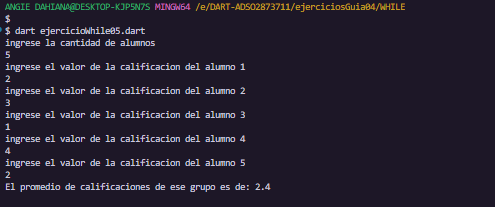 ANGIE DAHIANA@DESKTOP-KJP5N7S MINGW64 /e/DART-ADSO2873711/ejerciciosGuia04/WHILE
$
$ dart ejercicioWhile05.dart
ingrese la cantidad de alumnos
5
ingrese el valor de la calificacion del alumno 1
2
ingrese el valor de la calificacion del alumno 2
3
ingrese el valor de la calificacion del alumno 3
1
ingrese el valor de la calificacion del alumno 4
4
ingrese el valor de la calificacion del alumno 5
2
El promedio de calificaciones de ese grupo es de: 2.4